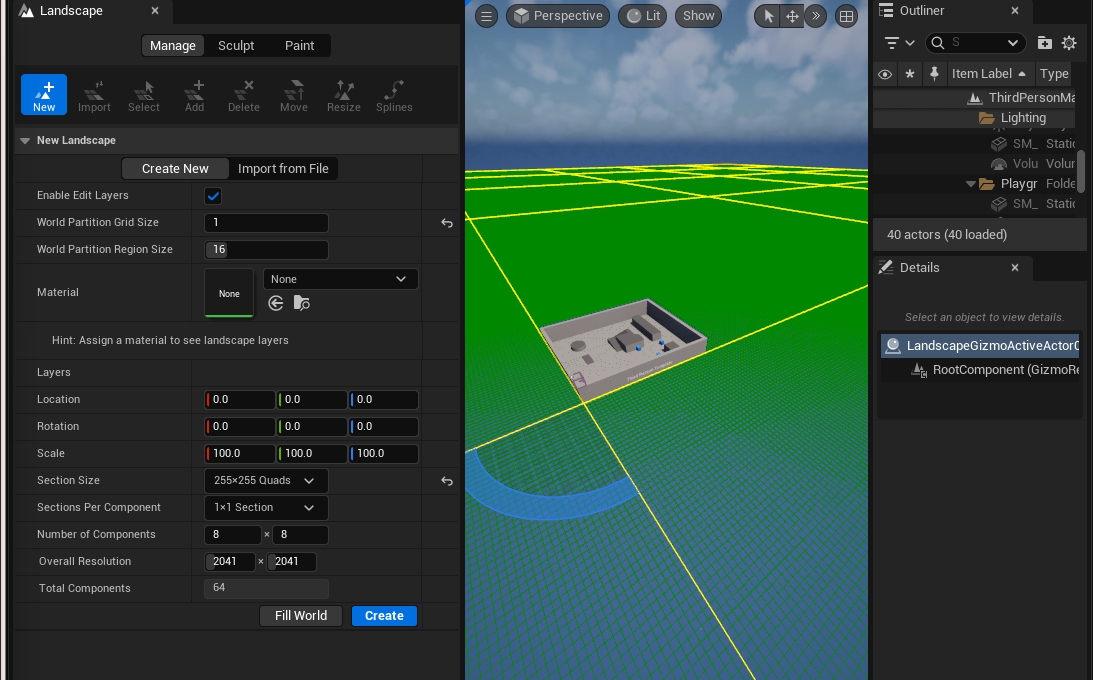 Landscape
Manage Sculpt Paint
New Import Select Add Delete Move Resize Splines
New Landscape
Create New Import from File
Enable Edit Layers
World Partition Grid Size 1
World Partition Region Size 16
Material None None
Hint: Assign a material to see landscape layers
Layers
Location 0.0 0.0 0.0
Rotation 0.0 0.0 0.0
Scale 100.0 100.0 100.0
Section Size 255×255 Quads
Sections Per Component 1×1 Section
Number of Components 8 × 8
Overall Resolution 2041 × 2041
Total Components 64
Fill World Create
Perspective Lit Show
Outliner
S
Item Label Type
ThirdPersonMa
Lighting
SM_ Static
Volu Volur
Playgr Folde
SM_ Static
40 actors (40 loaded)
Details
Select an object to view details.
LandscapeGizmoActiveActor0
RootComponent (GizmoRe